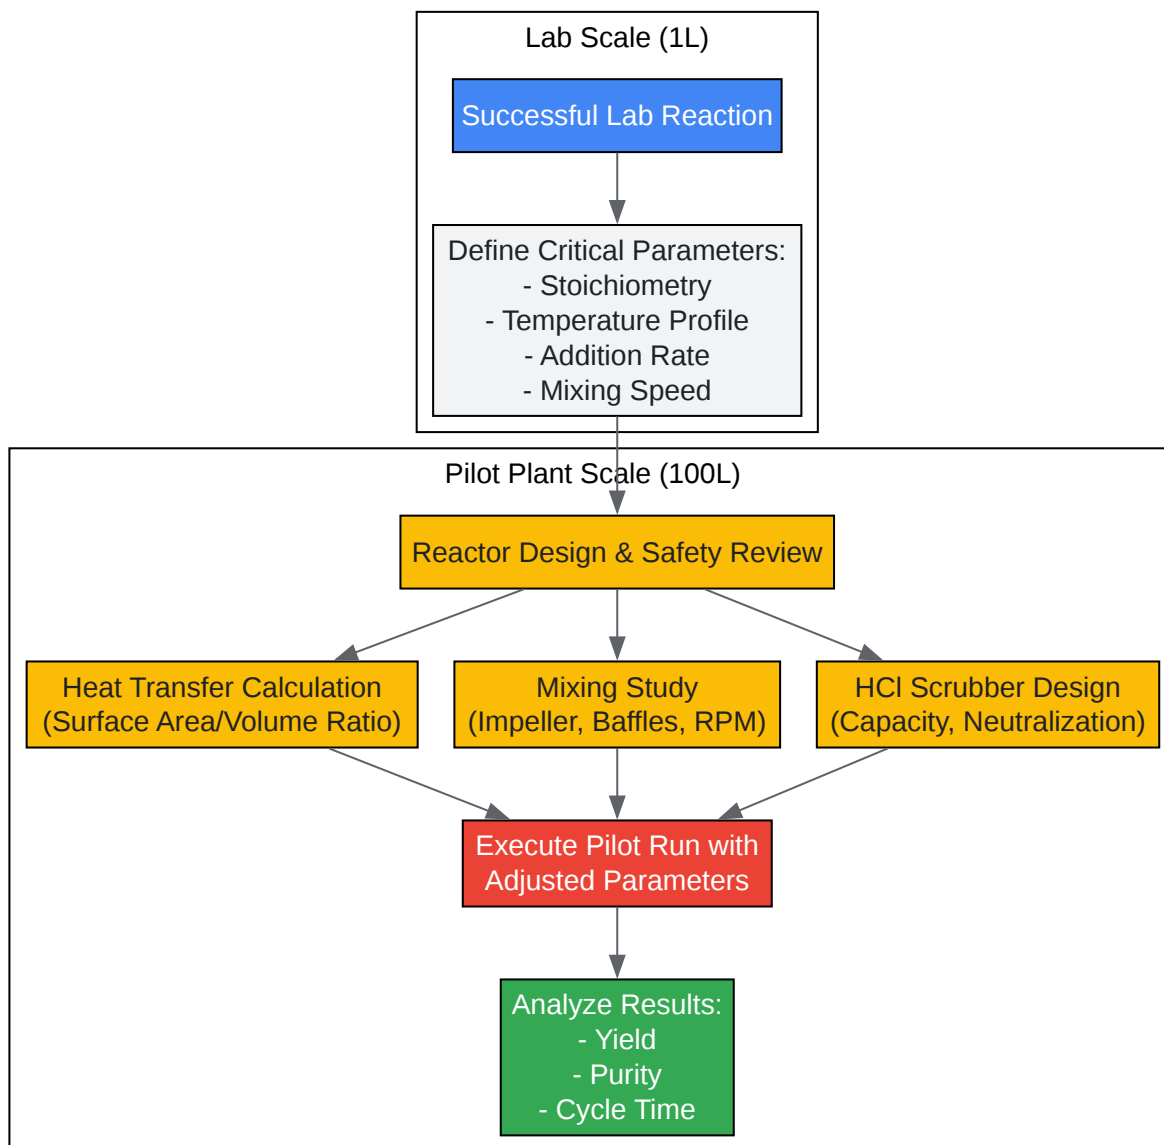 Lab Scale (1L)
Successful Lab Reaction
Define Critical Parameters:
- Stoichiometry
- Temperature Profile
- Addition Rate
- Mixing Speed
Pilot Plant Scale (100L)
Reactor Design & Safety Review
Heat Transfer Calculation
(Surface Area/Volume Ratio)
Mixing Study
(Impeller, Baffles, RPM)
HCl Scrubber Design
(Capacity, Neutralization)
Execute Pilot Run with
Adjusted Parameters
Analyze Results:
- Yield
- Purity
- Cycle Time